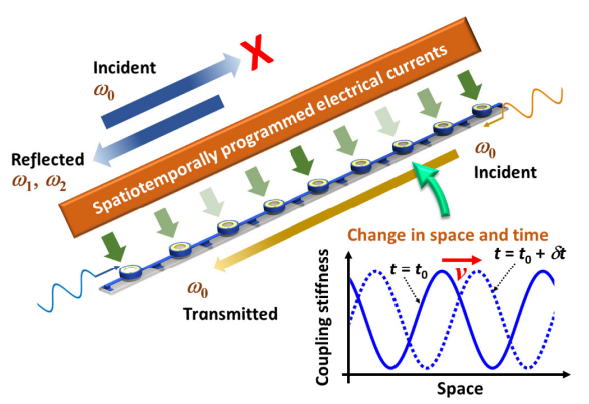 Incident
ω₀
X
Spatiotemporally programmed electrical currents
Reflected
ω₁, ω₂
ω₀
Incident
ω₀
Transmitted
Change in space and time
t = t₀
v
t = t₀ + δt
Coupling stiffness
Space